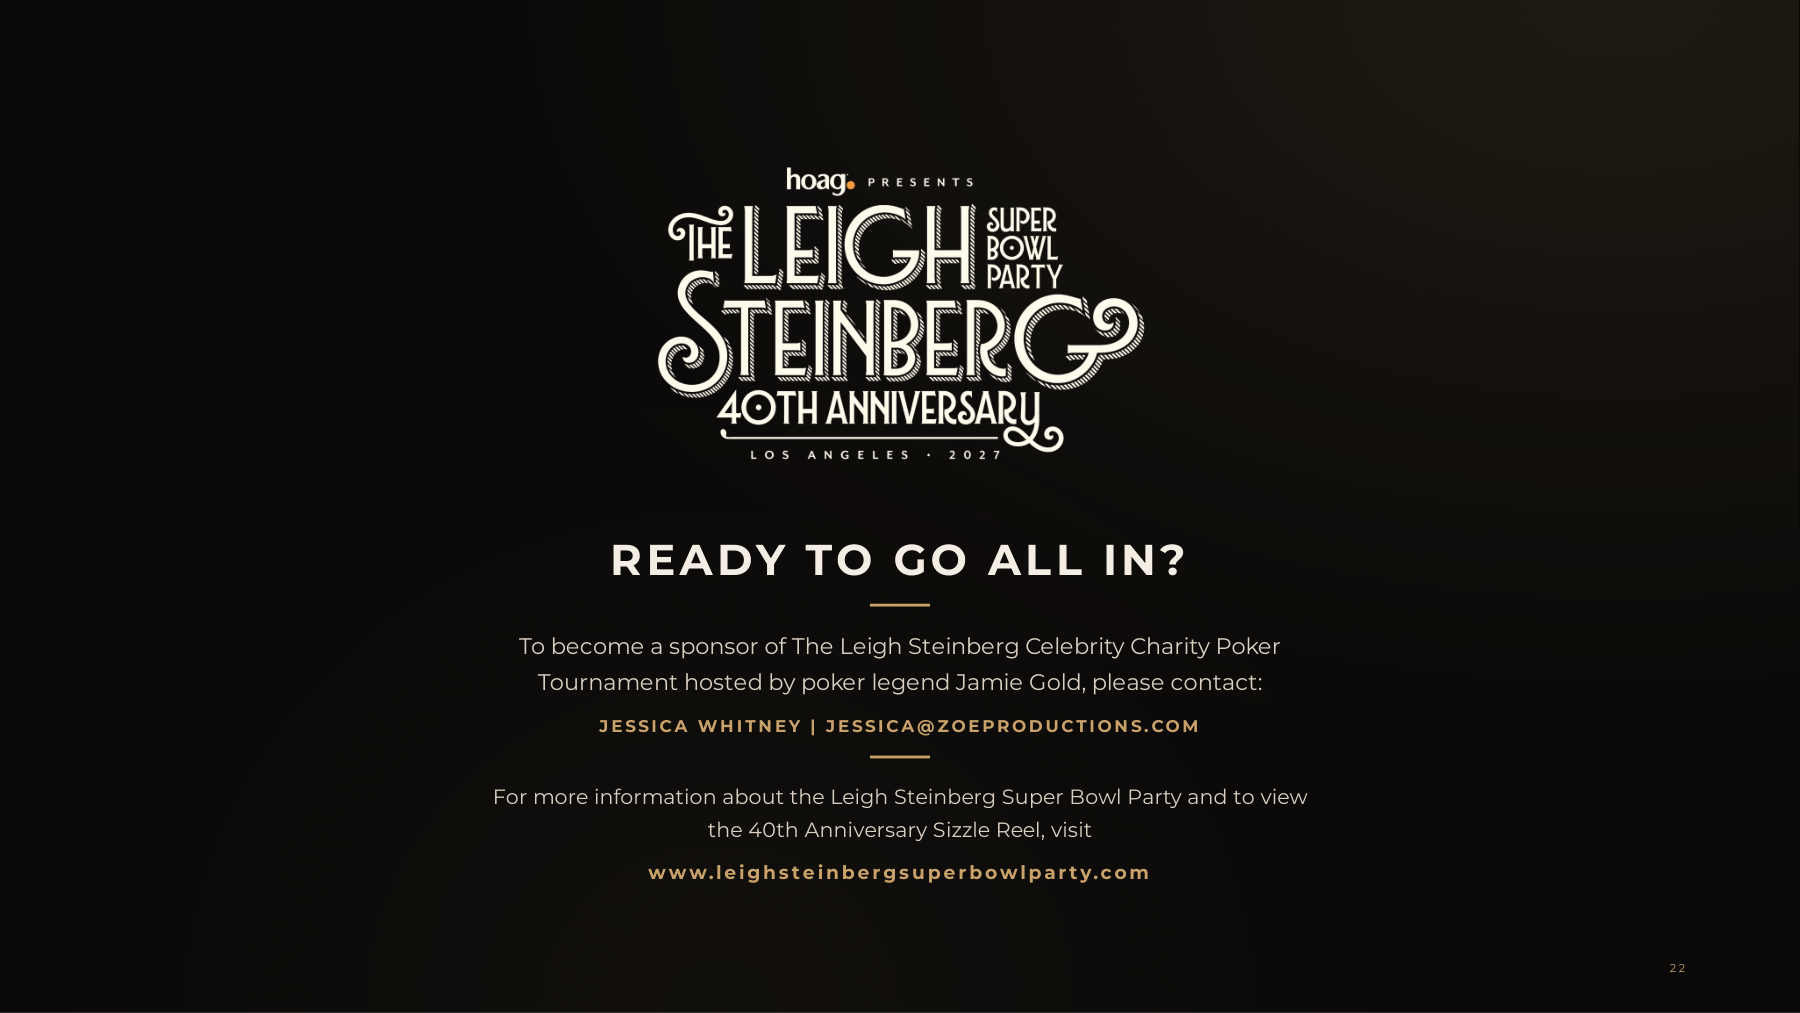 hoag. PRESENTS
THE LEIGH SUPER BOWL PARTY
STEINBERG
40TH ANNIVERSARY
LOS ANGELES · 2027
READY TO GO ALL IN?
To become a sponsor of The Leigh Steinberg Celebrity Charity Poker
Tournament hosted by poker legend Jamie Gold, please contact:
JESSICA WHITNEY | JESSICA@ZOEPRODUCTIONS.COM
For more information about the Leigh Steinberg Super Bowl Party and to view
the 40th Anniversary Sizzle Reel, visit
www.leighsteinbergsuperbowlparty.com
22